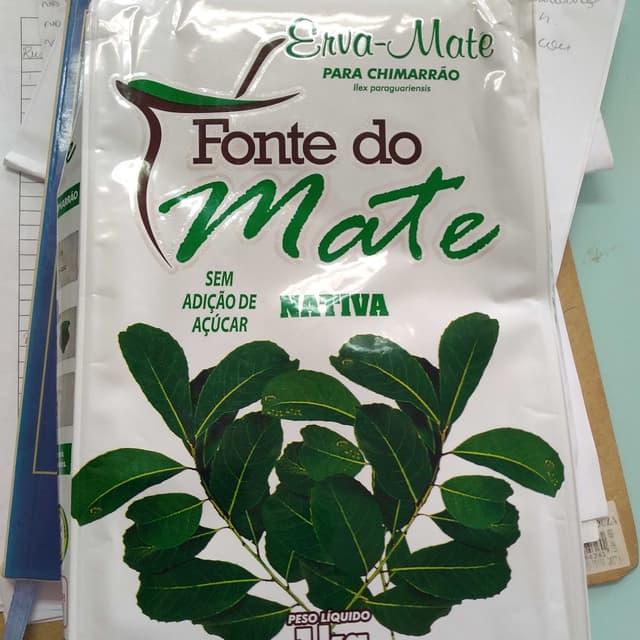 Erva-Mate
PARA CHIMARRÃO
Ilex paraguariensis
Fonte do
Mate
SEM
ADIÇÃO DE
AÇÚCAR
NATIVA
PESO LÍQUIDO